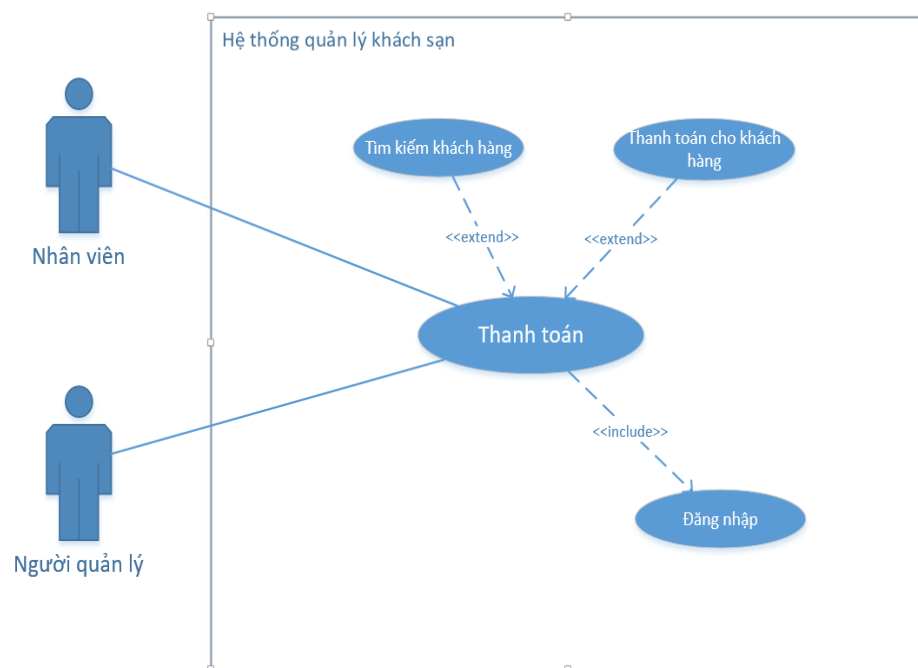 Hệ thống quản lý khách sạn
Tìm kiếm khách hàng
Thanh toán cho khách
hàng
<<extend>>
<<extend>>
Nhân viên
Thanh toán
<<include>>
Đăng nhập
Người quản lý